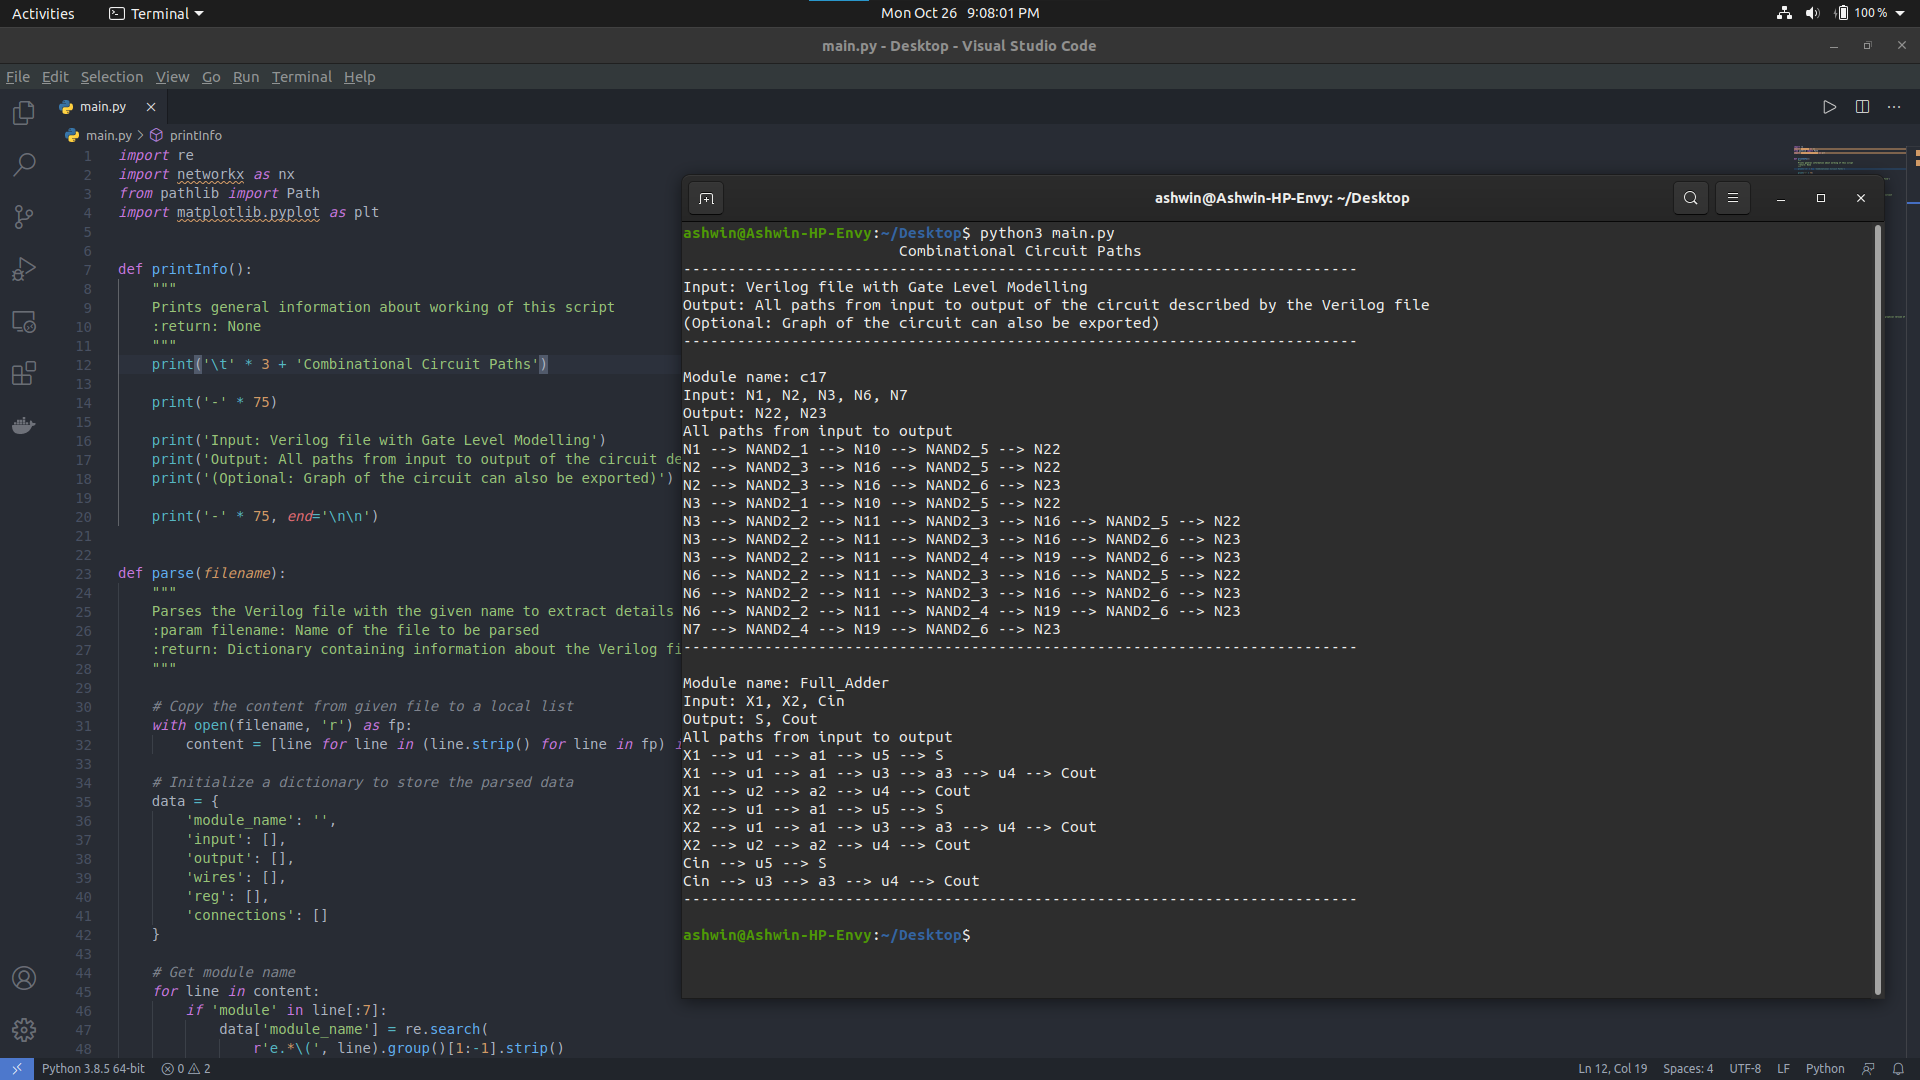 Activities
Terminal
Mon Oct 26 9:08:01 PM
100 %
main.py - Desktop - Visual Studio Code
File Edit Selection View Go Run Terminal Help
main.py
main.py > printInfo
1 import re
2 import networkx as nx
3 from pathlib import Path
4 import matplotlib.pyplot as plt
5
6
7 def printInfo():
8 """
9 Prints general information about working of this script
10 :return: None
11 """
12 print('\t' * 3 + 'Combinational Circuit Paths')
13
14 print('-' * 75)
15
16 print('Input: Verilog file with Gate Level Modelling')
17 print('Output: All paths from input to output of the circuit de
18 print('(Optional: Graph of the circuit can also be exported)')
19
20 print('-' * 75, end='\n\n')
21
22
23 def parse(filename):
24 """
25 Parses the Verilog file with the given name to extract details
26 :param filename: Name of the file to be parsed
27 :return: Dictionary containing information about the Verilog fi
28 """
29
30 # Copy the content from given file to a local list
31 with open(filename, 'r') as fp:
32 content = [line for line in (line.strip() for line in fp) i
33
34 # Initialize a dictionary to store the parsed data
35 data = {
36 'module_name': '',
37 'input': [],
38 'output': [],
39 'wires': [],
40 'reg': [],
41 'connections': []
42 }
43
44 # Get module name
45 for line in content:
46 if 'module' in line[:7]:
47 data['module_name'] = re.search(
48 r'e.*\(', line).group()[1:-1].strip()
ashwin@Ashwin-HP-Envy: ~/Desktop
ashwin@Ashwin-HP-Envy:~/Desktop$ python3 main.py
Combinational Circuit Paths
---------------------------------------------------------------------------
Input: Verilog file with Gate Level Modelling
Output: All paths from input to output of the circuit described by the Verilog file
(Optional: Graph of the circuit can also be exported)
---------------------------------------------------------------------------
Module name: c17
Input: N1, N2, N3, N6, N7
Output: N22, N23
All paths from input to output
N1 --> NAND2_1 --> N10 --> NAND2_5 --> N22
N2 --> NAND2_3 --> N16 --> NAND2_5 --> N22
N2 --> NAND2_3 --> N16 --> NAND2_6 --> N23
N3 --> NAND2_1 --> N10 --> NAND2_5 --> N22
N3 --> NAND2_2 --> N11 --> NAND2_3 --> N16 --> NAND2_5 --> N22
N3 --> NAND2_2 --> N11 --> NAND2_3 --> N16 --> NAND2_6 --> N23
N3 --> NAND2_2 --> N11 --> NAND2_4 --> N19 --> NAND2_6 --> N23
N6 --> NAND2_2 --> N11 --> NAND2_3 --> N16 --> NAND2_5 --> N22
N6 --> NAND2_2 --> N11 --> NAND2_3 --> N16 --> NAND2_6 --> N23
N6 --> NAND2_2 --> N11 --> NAND2_4 --> N19 --> NAND2_6 --> N23
N7 --> NAND2_4 --> N19 --> NAND2_6 --> N23
---------------------------------------------------------------------------
Module name: Full_Adder
Input: X1, X2, Cin
Output: S, Cout
All paths from input to output
X1 --> u1 --> a1 --> u5 --> S
X1 --> u1 --> a1 --> u3 --> a3 --> u4 --> Cout
X1 --> u2 --> a2 --> u4 --> Cout
X2 --> u1 --> a1 --> u5 --> S
X2 --> u1 --> a1 --> u3 --> a3 --> u4 --> Cout
X2 --> u2 --> a2 --> u4 --> Cout
Cin --> u5 --> S
Cin --> u3 --> a3 --> u4 --> Cout
---------------------------------------------------------------------------
ashwin@Ashwin-HP-Envy:~/Desktop$
Python 3.8.5 64-bit 0 2
Ln 12, Col 19 Spaces: 4 UTF-8 LF Python